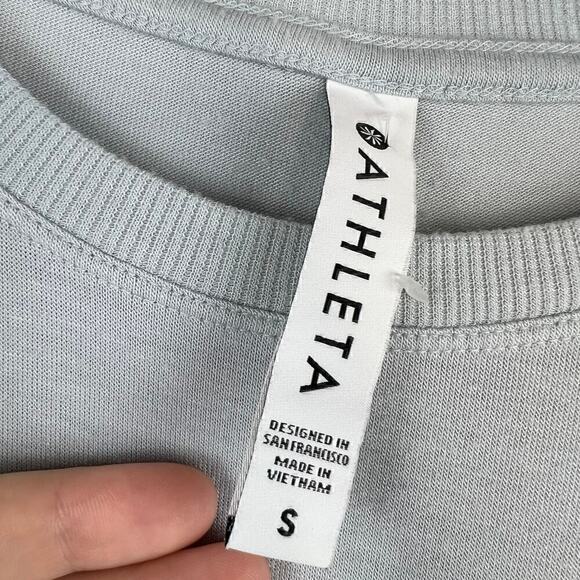 ATHLETA
DESIGNED IN
SAN FRANCISCO
MADE IN
VIETNAM
S